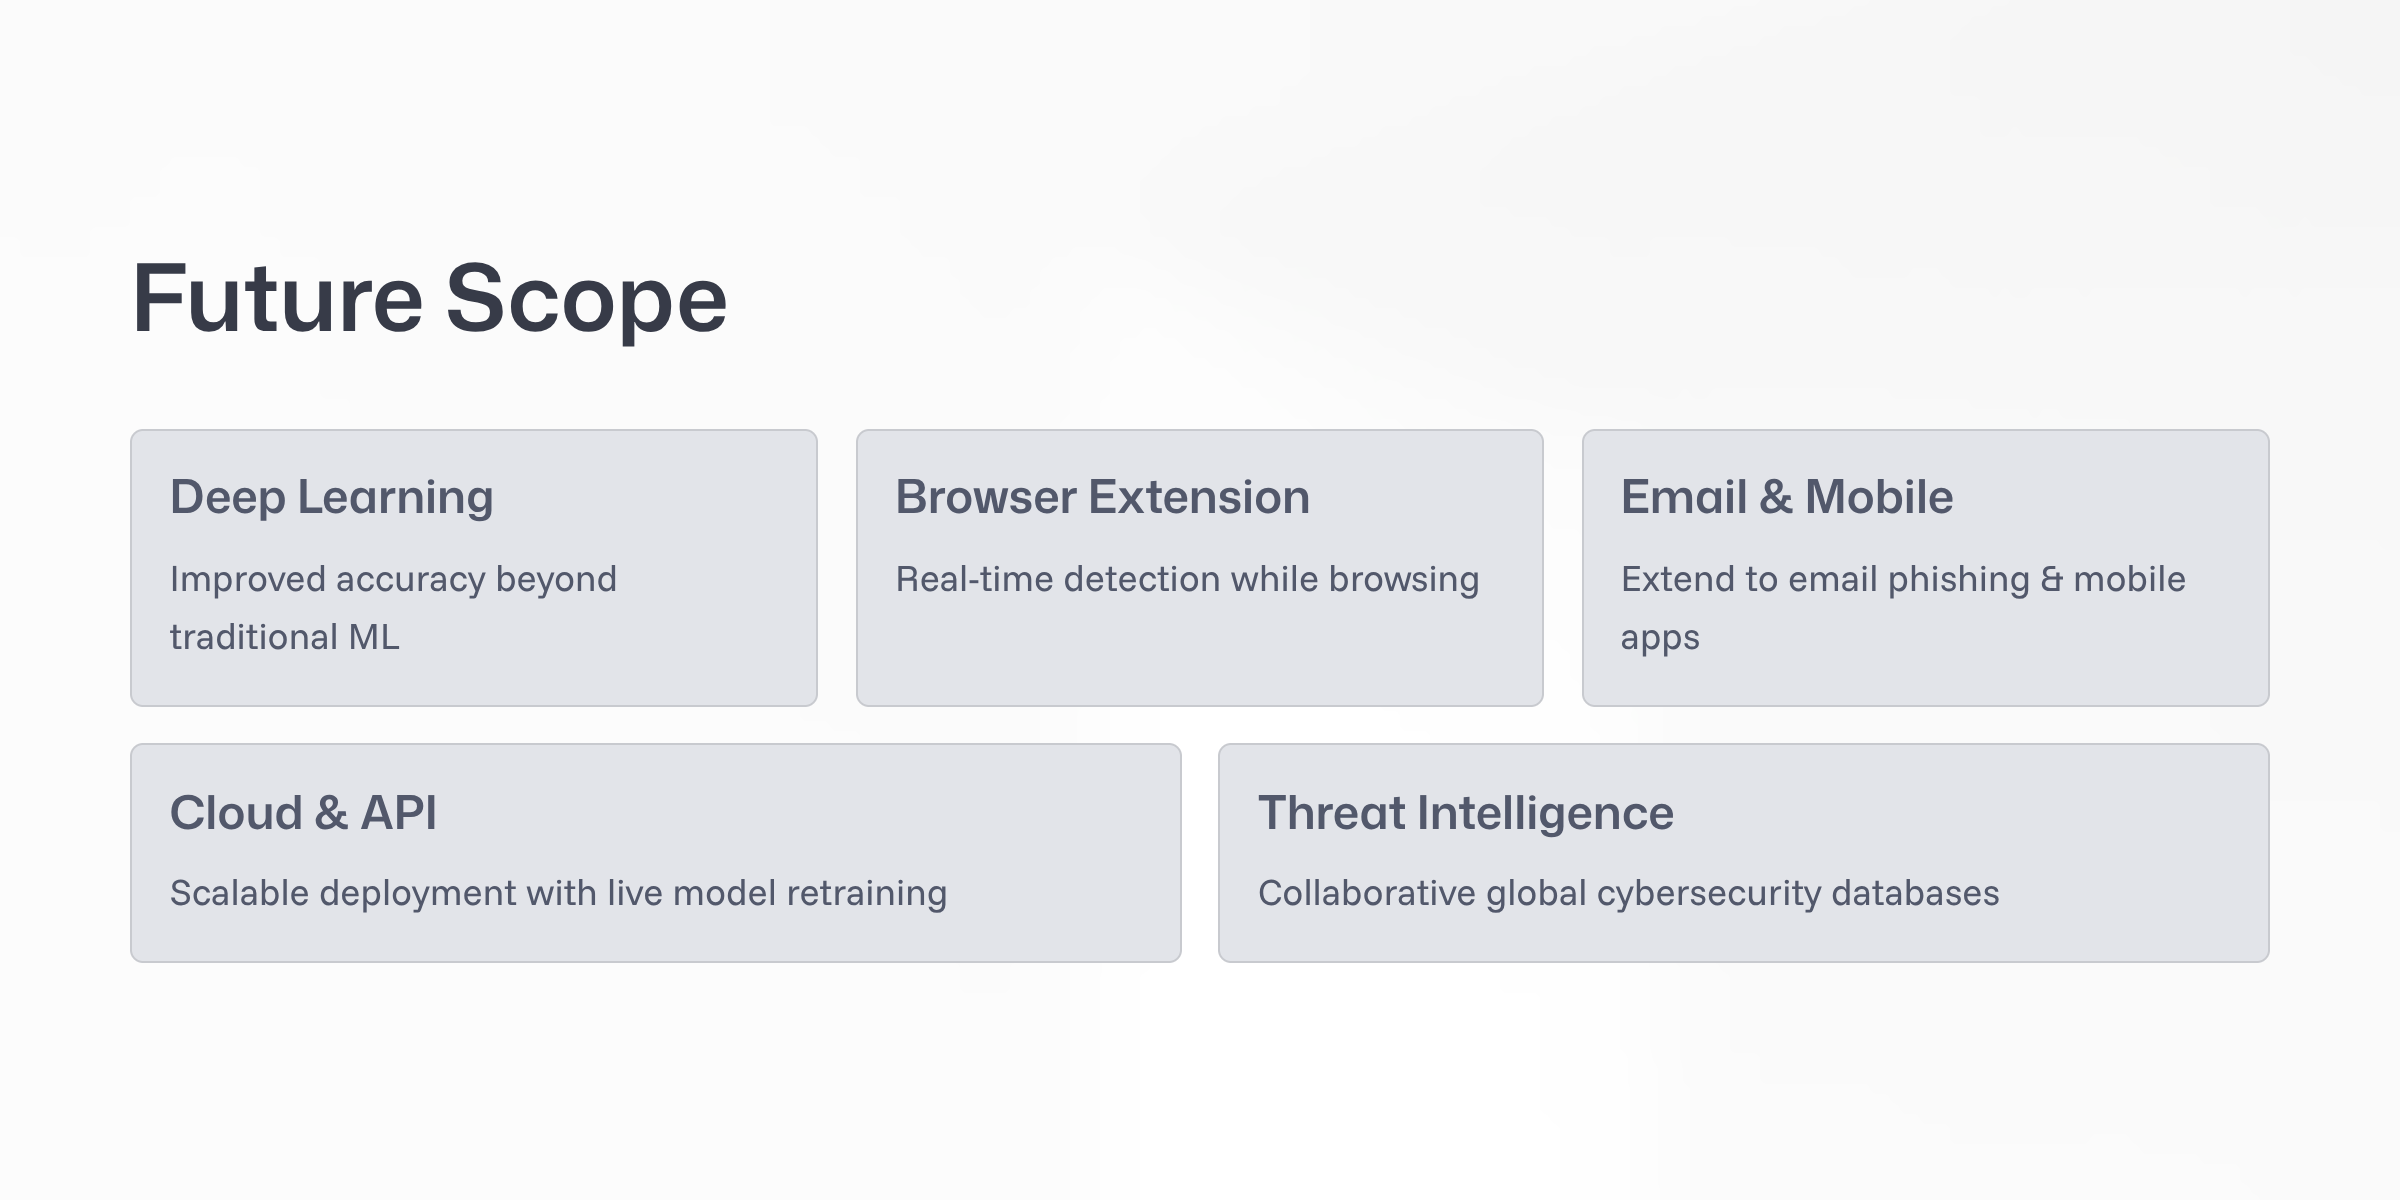 Future Scope
Deep Learning
Improved accuracy beyond
traditional ML
Browser Extension
Real-time detection while browsing
Email & Mobile
Extend to email phishing & mobile
apps
Cloud & API
Scalable deployment with live model retraining
Threat Intelligence
Collaborative global cybersecurity databases